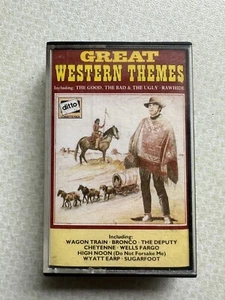 GREAT
WESTERN THEMES
Including: THE GOOD, THE BAD & THE UGLY · RAWHIDE
ditto
Including:
WAGON TRAIN · BRONCO · THE DEPUTY
CHEYENNE · WELLS FARGO
HIGH NOON (Do Not Forsake Me)
WYATT EARP · SUGARFOOT